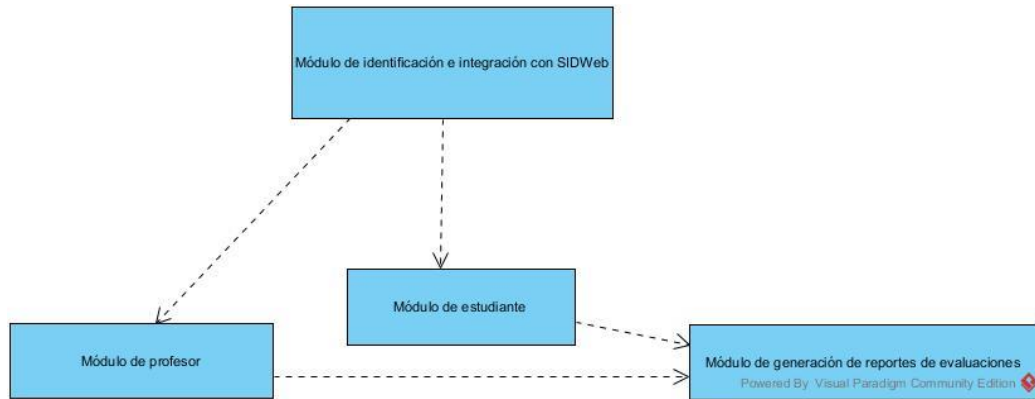 Módulo de identificación e integración con SIDWeb
Módulo de estudiante
Módulo de profesor
Módulo de generación de reportes de evaluaciones
Powered By Visual Paradigm Community Edition